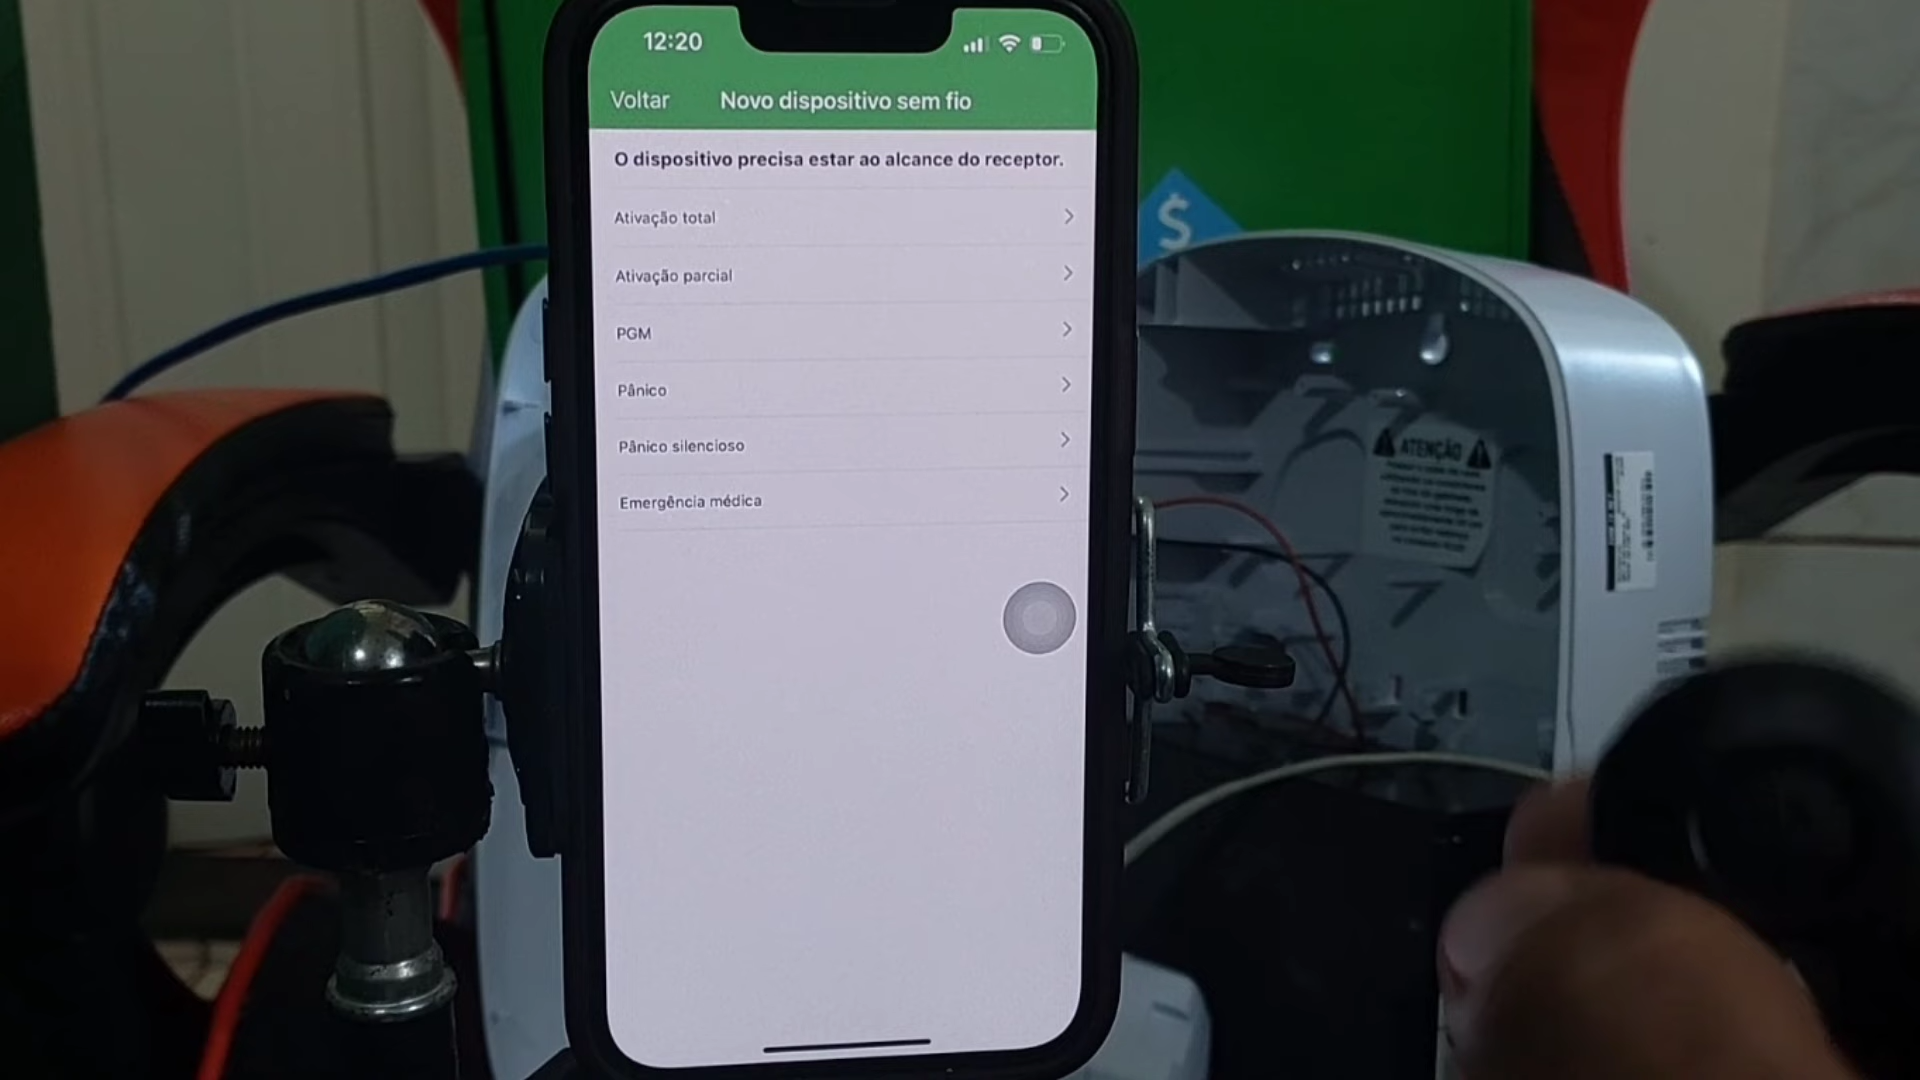 12:20
Voltar
Novo dispositivo sem fio
O dispositivo precisa estar ao alcance do receptor.
Ativação total
Ativação parcial
PGM
Pânico
Pânico silencioso
Emergência médica
$
ATENÇÃO